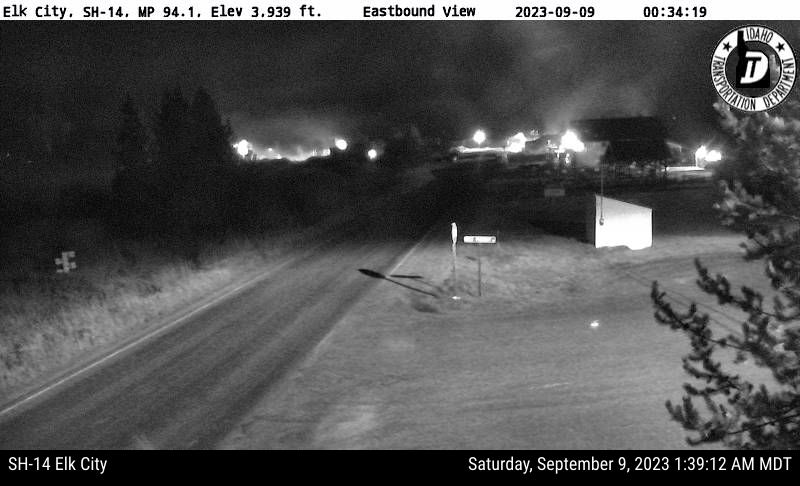 Elk City, SH-14, MP 94.1, Elev 3,939 ft. Eastbound View 2023-09-09 00:34:19
IDAHO
TRANSPORTATION DEPARTMENT
SH-14 Elk City Saturday, September 9, 2023 1:39:12 AM MDT